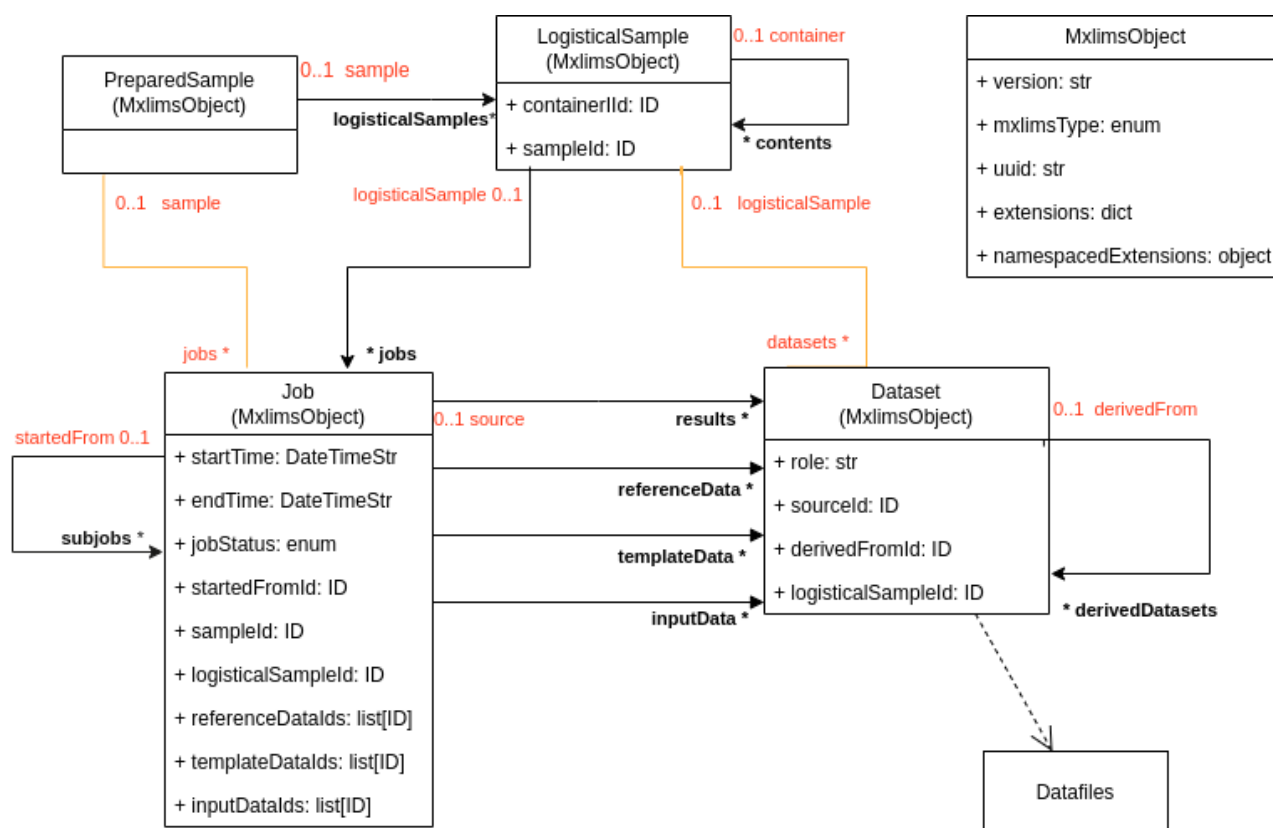 PreparedSample
(MxlimsObject)
0..1 sample
logisticalSamples*
LogisticalSample
(MxlimsObject)
+ containerIId: ID
+ sampleId: ID
0..1 container
* contents
MxlimsObject
+ version: str
+ mxlimsType: enum
+ uuid: str
+ extensions: dict
+ namespacedExtensions: object
0..1 sample
logisticalSample 0..1
0..1 logisticalSample
jobs *
* jobs
datasets *
Job
(MxlimsObject)
+ startTime: DateTimeStr
+ endTime: DateTimeStr
+ jobStatus: enum
+ startedFromId: ID
+ sampleId: ID
+ logisticalSampleId: ID
+ referenceDataIds: list[ID]
+ templateDataIds: list[ID]
+ inputDataIds: list[ID]
startedFrom 0..1
subjobs *
0..1 source
results *
referenceData *
templateData *
inputData *
Dataset
(MxlimsObject)
+ role: str
+ sourceId: ID
+ derivedFromId: ID
+ logisticalSampleId: ID
0..1 derivedFrom
* derivedDatasets
Datafiles